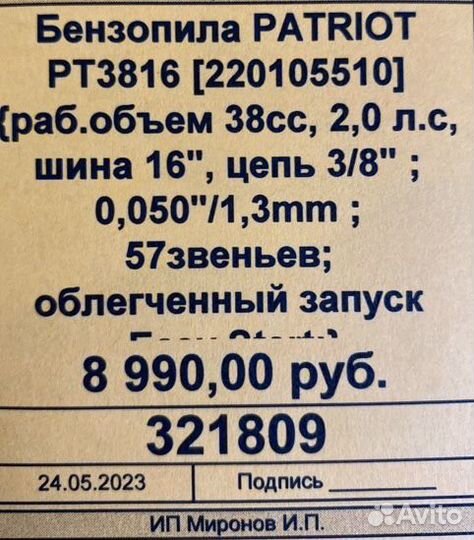 Бензопила PATRIOT
PT3816 [220105510]
{раб.объем 38сс, 2,0 л.с,
шина 16", цепь 3/8" ;
0,050"/1,3mm ;
57звеньев;
облегченный запуск
8 990,00 руб.
321809
24.05.2023 Подпись ________
ИП Миронов И.П.
Avito